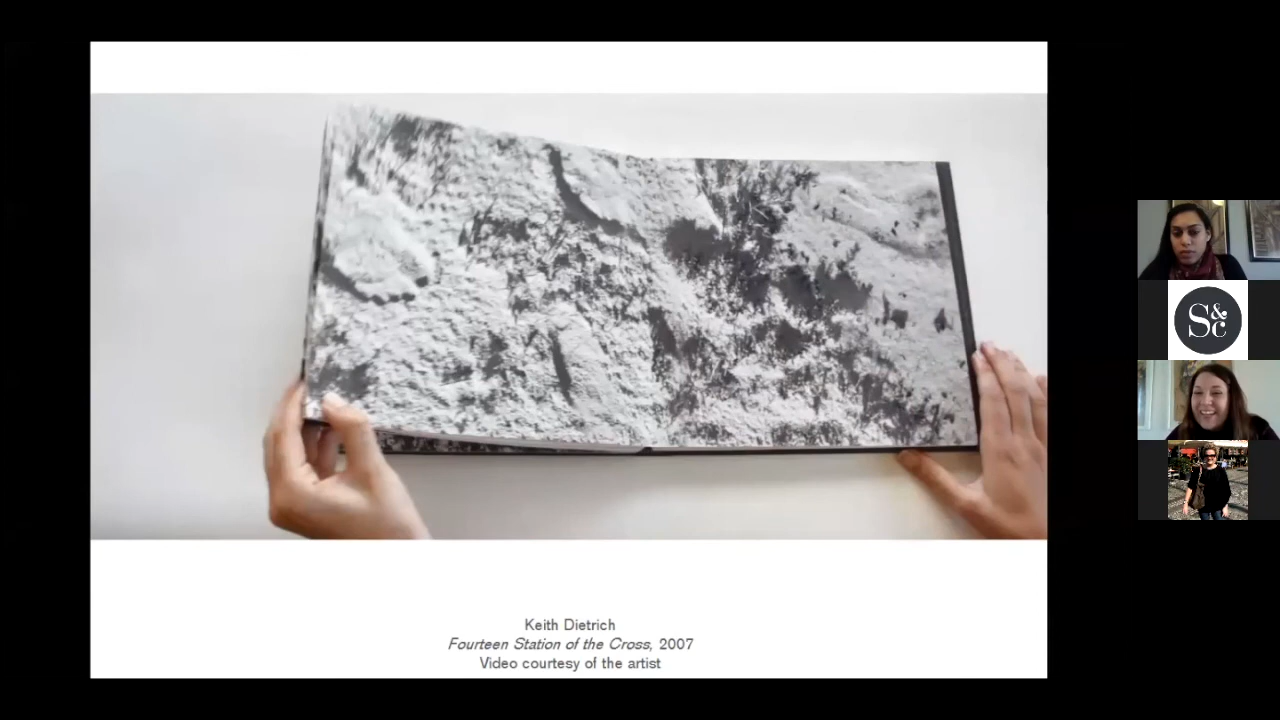 S&c
Keith Dietrich
Fourteen Station of the Cross, 2007
Video courtesy of the artist